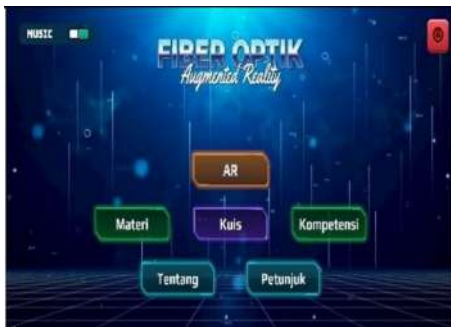 MUSIC
FIBER OPTIK
Augmented Reality
AR
Materi Kuis Kompetensi
Tentang Petunjuk